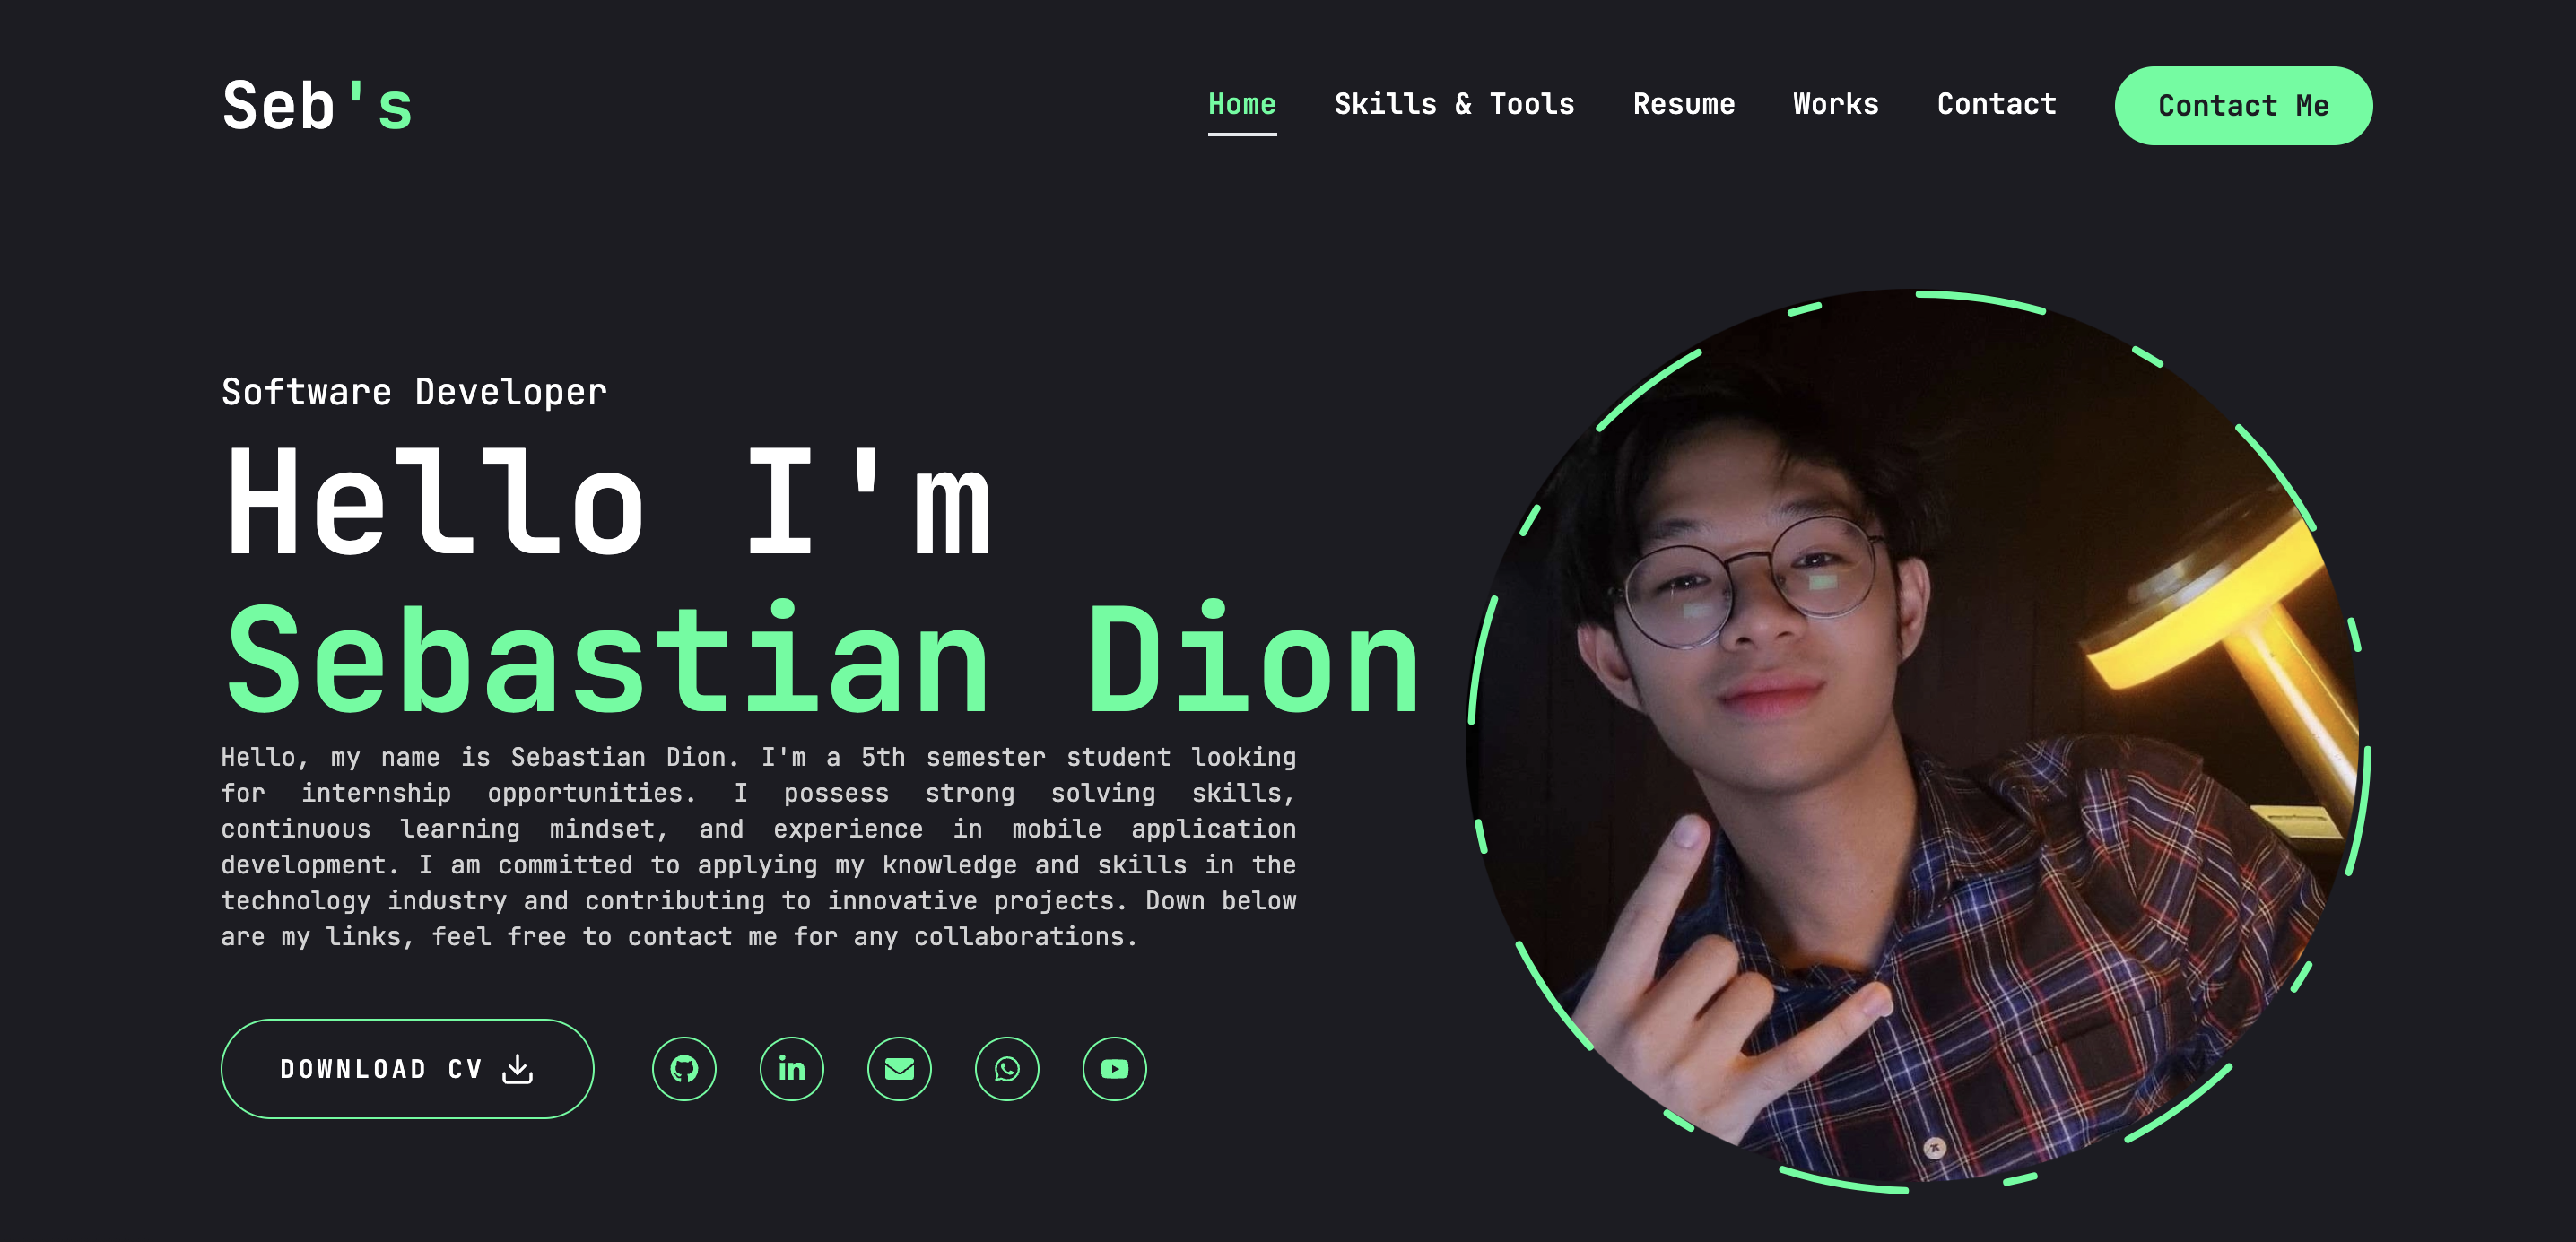 Seb's
Home Skills & Tools Resume Works Contact Contact Me
Software Developer
Hello I'm
Sebastian Dion
Hello, my name is Sebastian Dion. I'm a 5th semester student looking
for internship opportunities. I possess strong solving skills,
continuous learning mindset, and experience in mobile application
development. I am committed to applying my knowledge and skills in the
technology industry and contributing to innovative projects. Down below
are my links, feel free to contact me for any collaborations.
DOWNLOAD CV
in